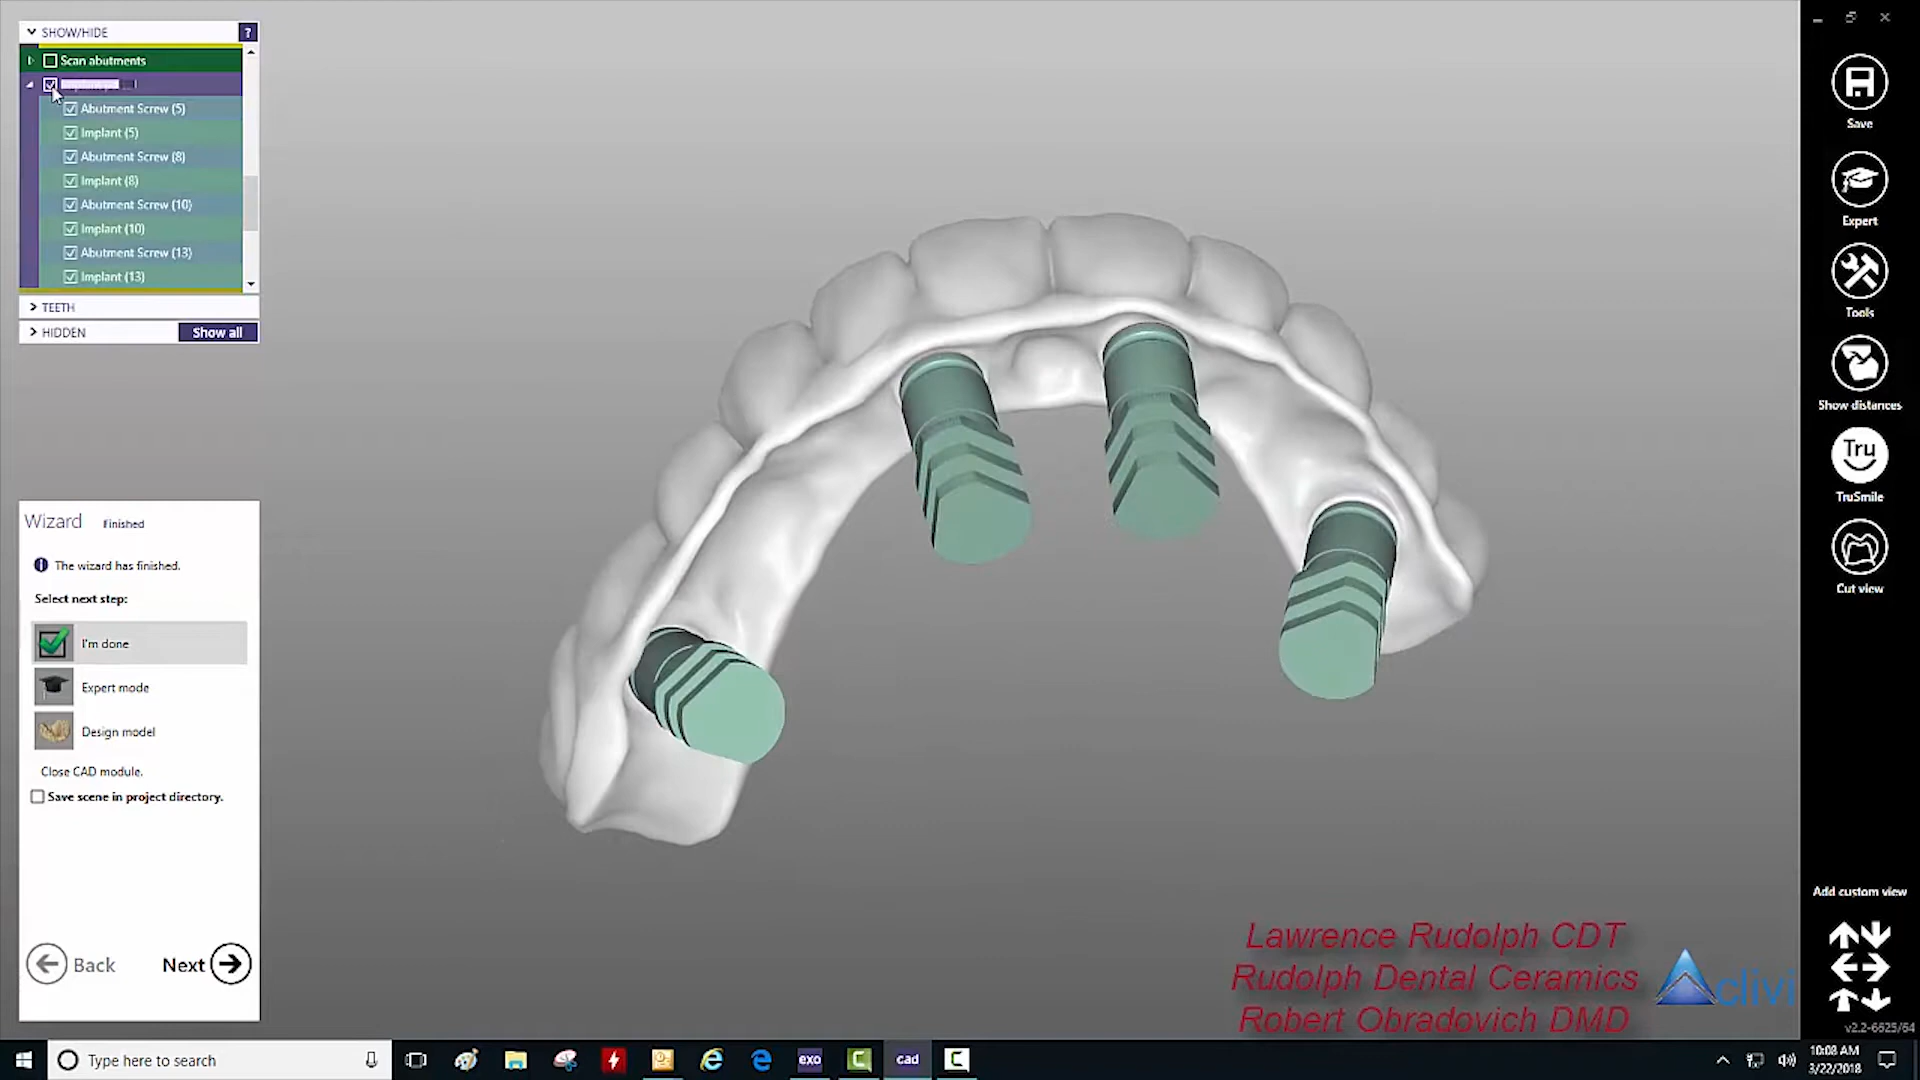 SHOW/HIDE
?
Scan abutments
Abutment Screw (5)
Implant (5)
Abutment Screw (8)
Implant (8)
Abutment Screw (10)
Implant (10)
Abutment Screw (13)
Implant (13)
TEETH
HIDDEN
Show all
Wizard Finished
The wizard has finished.
Select next step:
I'm done
Expert mode
Design model
Close CAD module.
Save scene in project directory.
Back
Next
Save
Expert
Tools
Show distances
Tru
TruSmile
Cut view
Add custom view
v2.2-6625/64
Lawrence Rudolph CDT
Rudolph Dental Ceramics
Robert Obradovich DMD
clivi
Type here to search
exo
cad
10:08 AM
3/22/2018